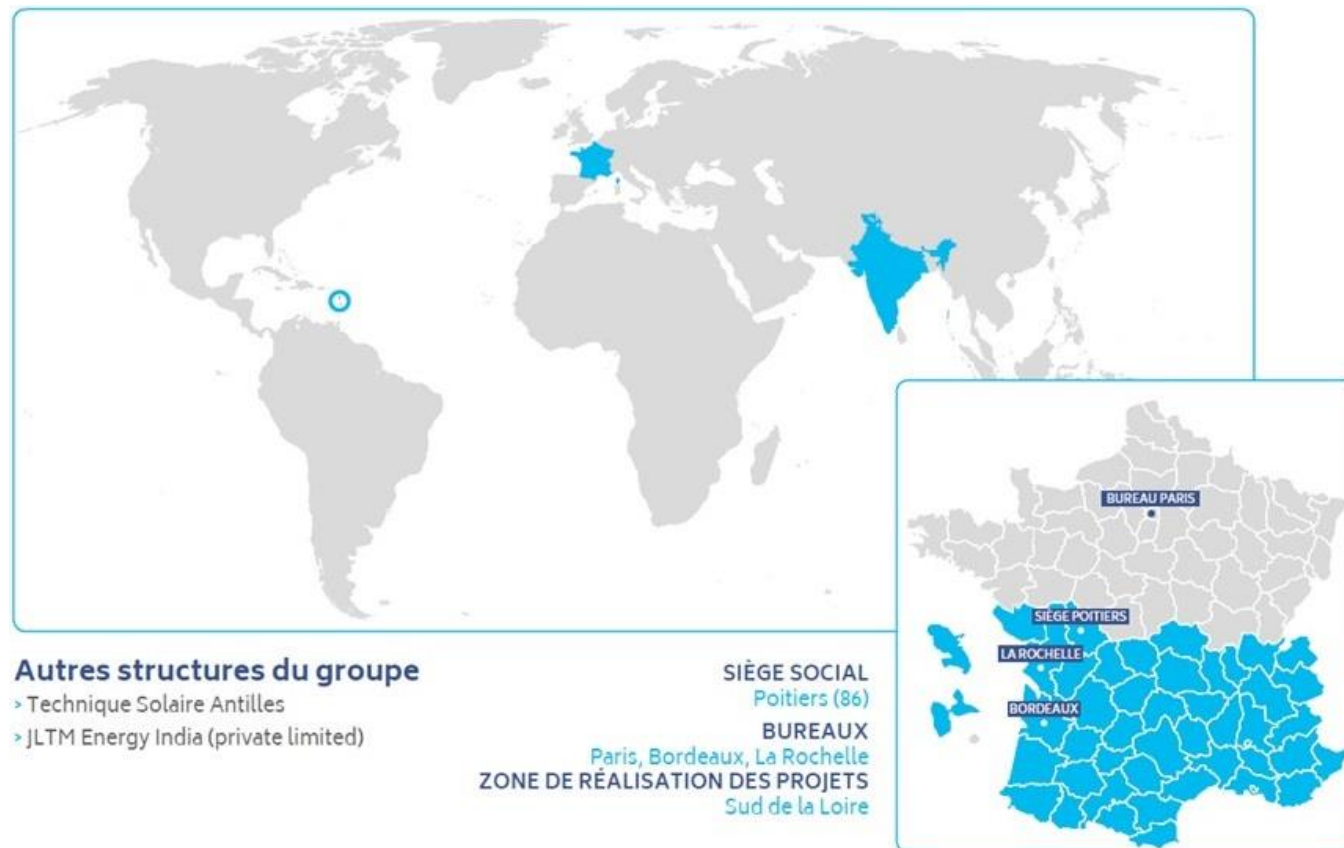 BUREAU PARIS
SIÈGE POITIERS
LA ROCHELLE
BORDEAUX
Autres structures du groupe
> Technique Solaire Antilles
> JLTM Energy India (private limited)
SIÈGE SOCIAL
Poitiers (86)
BUREAUX
Paris, Bordeaux, La Rochelle
ZONE DE RÉALISATION DES PROJETS
Sud de la Loire